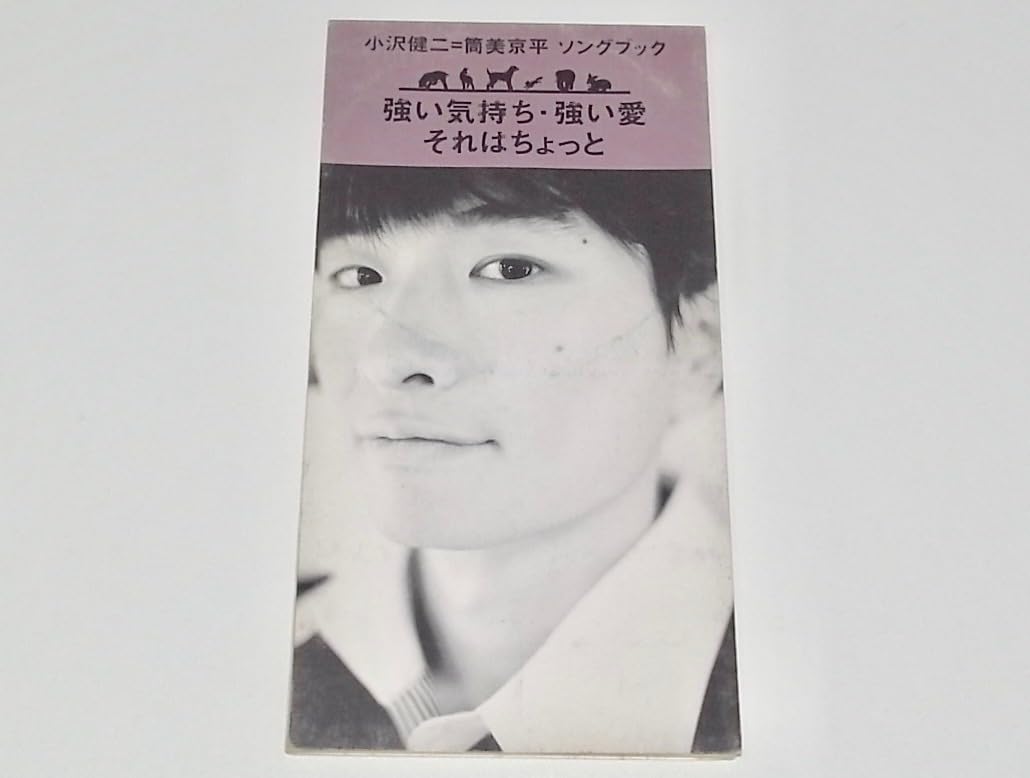 小沢健二=筒美京平 ソングブック
強い気持ち・強い愛
それはちょっと